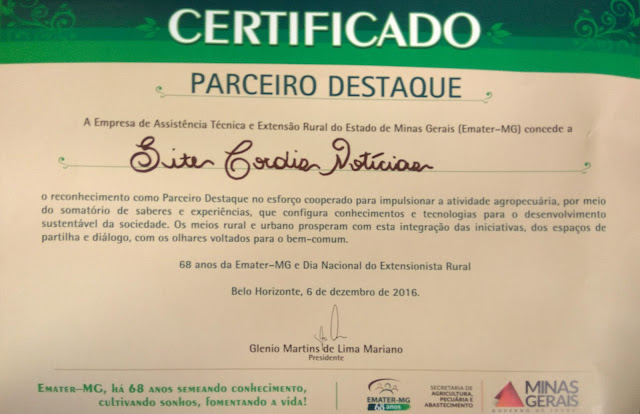 CERTIFICADO
PARCEIRO DESTAQUE
A Empresa de Assistência Técnica e Extensão Rural do Estado de Minas Gerais (Emater–MG) concede a
Site Cordis Notícias
o reconhecimento como Parceiro Destaque no esforço cooperado para impulsionar a atividade agropecuária, por meio
do somatório de saberes e experiências, que configura conhecimentos e tecnologias para o desenvolvimento
sustentável da sociedade. Os meios rural e urbano prosperam com esta integração das iniciativas, dos espaços de
partilha e diálogo, com os olhares voltados para o bem-comum.
68 anos da Emater–MG e Dia Nacional do Extensionista Rural
Belo Horizonte, 6 de dezembro de 2016.
Glenio Martins de Lima Mariano
Presidente
Emater–MG, há 68 anos semeando conhecimento,
cultivando sonhos, fomentando a vida!
EMATER–MG
68 anos
SECRETARIA DE
AGRICULTURA,
PECUÁRIA E
ABASTECIMENTO
MINAS
GERAIS
GOVERNO DE TODOS